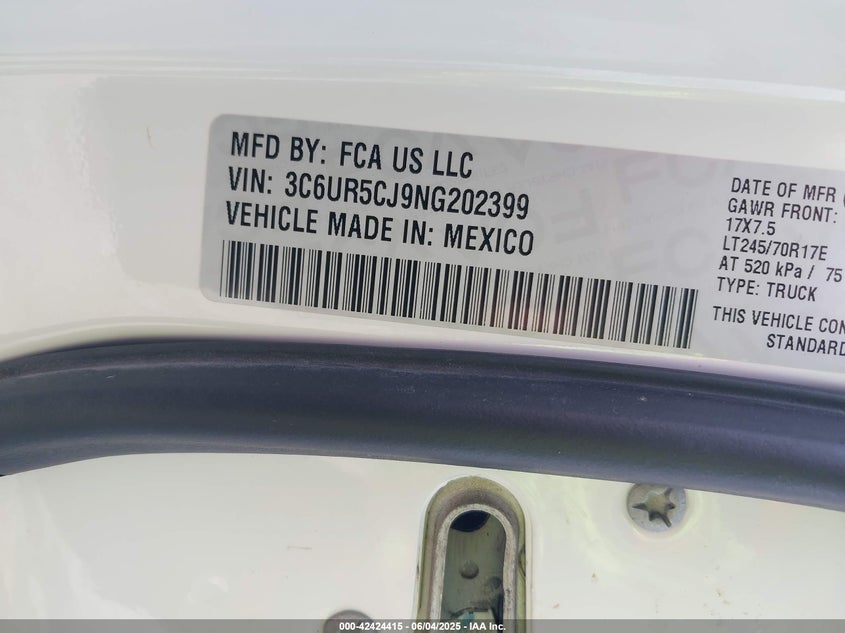 MFD BY: FCA US LLC
VIN: 3C6UR5CJ9NG202399
VEHICLE MADE IN: MEXICO
DATE OF MFR
GAWR FRONT:
17X7.5
LT245/70R17E
AT 520 kPa / 75
TYPE: TRUCK
THIS VEHICLE CON
STANDARD
000-42424415 - 06/04/2025 - IAA Inc.